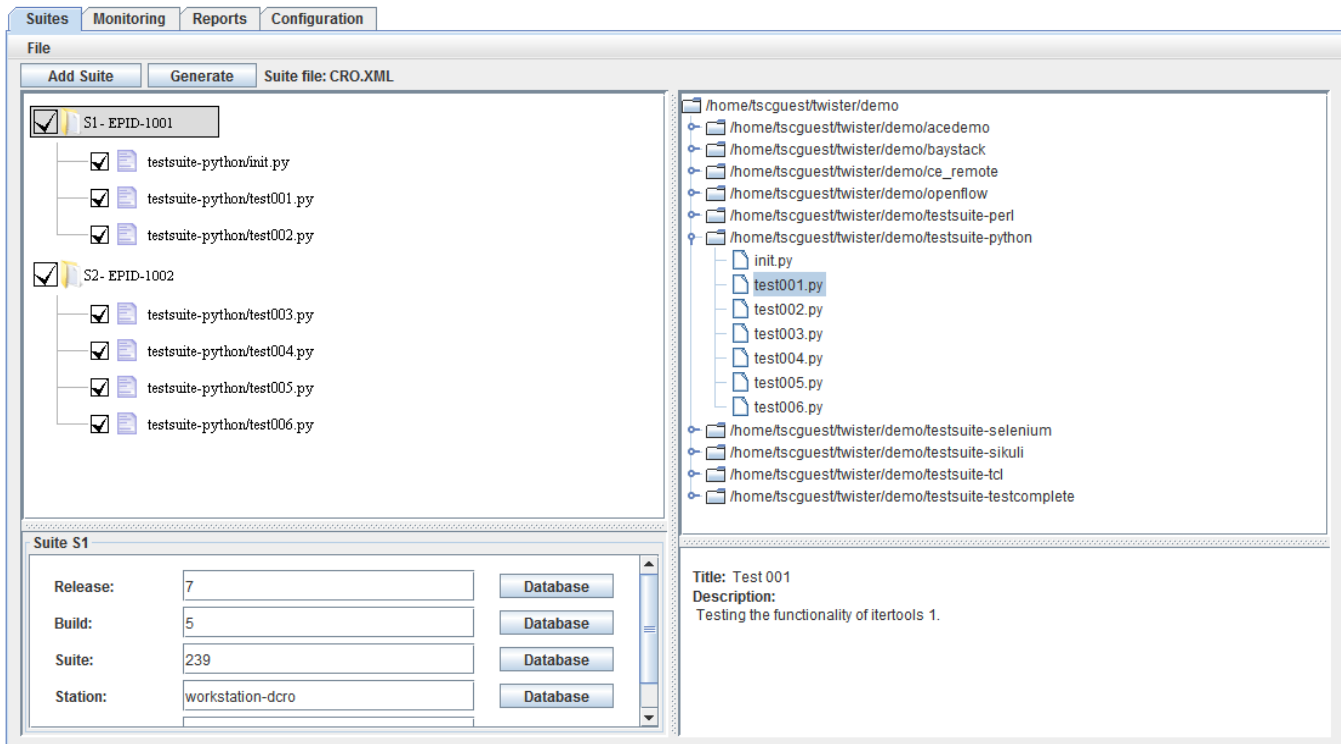 Suites Monitoring Reports Configuration
File
Add Suite Generate Suite file: CRO.XML
S1- EPID-1001
testsuite-python/init.py
testsuite-python/test001.py
testsuite-python/test002.py
S2- EPID-1002
testsuite-python/test003.py
testsuite-python/test004.py
testsuite-python/test005.py
testsuite-python/test006.py
/home/tscguest/twister/demo
/home/tscguest/twister/demo/acedemo
/home/tscguest/twister/demo/baystack
/home/tscguest/twister/demo/ce_remote
/home/tscguest/twister/demo/openflow
/home/tscguest/twister/demo/testsuite-perl
/home/tscguest/twister/demo/testsuite-python
init.py
test001.py
test002.py
test003.py
test004.py
test005.py
test006.py
/home/tscguest/twister/demo/testsuite-selenium
/home/tscguest/twister/demo/testsuite-sikuli
/home/tscguest/twister/demo/testsuite-tcl
/home/tscguest/twister/demo/testsuite-testcomplete
Suite S1
Release: 7 Database
Build: 5 Database
Suite: 239 Database
Station: workstation-dcro Database
Title: Test 001
Description:
Testing the functionality of itertools 1.